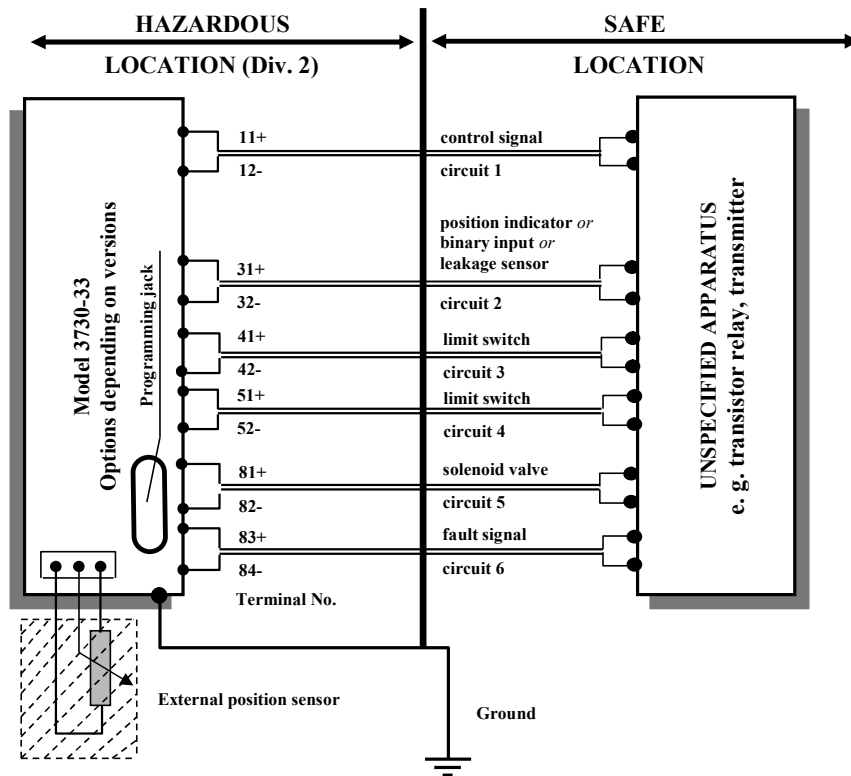 HAZARDOUS
LOCATION (Div. 2)
SAFE
LOCATION
Model 3730-33
Options depending on versions
Programming jack
11+
12-
control signal
circuit 1
31+
32-
position indicator or
binary input or
leakage sensor
circuit 2
41+
42-
limit switch
circuit 3
51+
52-
limit switch
circuit 4
81+
82-
solenoid valve
circuit 5
83+
84-
fault signal
circuit 6
Terminal No.
UNSPECIFIED APPARATUS
e. g. transistor relay, transmitter
External position sensor
Ground